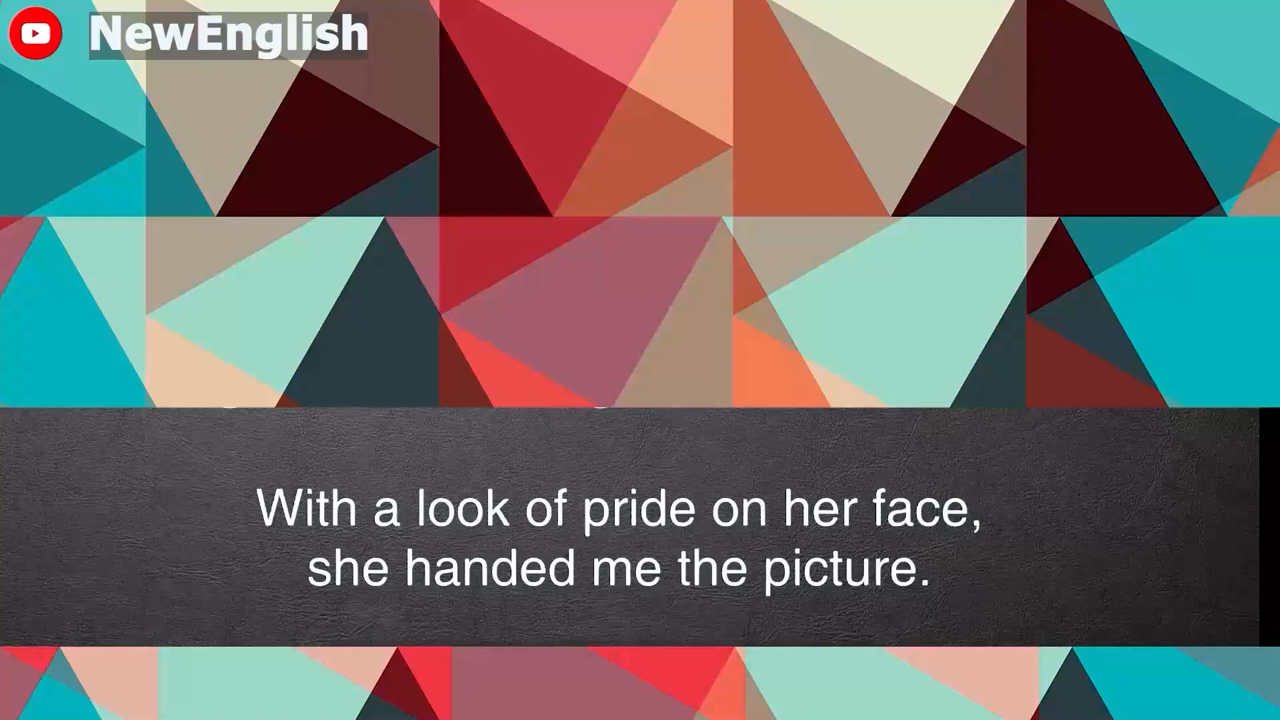 NewEnglish
With a look of pride on her face,
she handed me the picture.